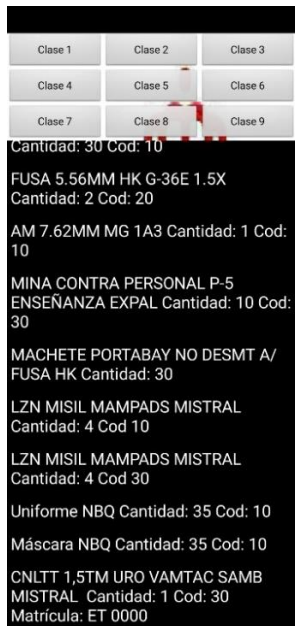 Clase 1 Clase 2 Clase 3
Clase 4 Clase 5 Clase 6
Clase 7 Clase 8 Clase 9
Cantidad: 30 Cod: 10
FUSA 5.56MM HK G-36E 1.5X
Cantidad: 2 Cod: 20
AM 7.62MM MG 1A3 Cantidad: 1 Cod:
10
MINA CONTRA PERSONAL P-5
ENSEÑANZA EXPAL Cantidad: 10 Cod:
30
MACHETE PORTABAY NO DESMT A/
FUSA HK Cantidad: 30
LZN MISIL MAMPADS MISTRAL
Cantidad: 4 Cod 10
LZN MISIL MAMPADS MISTRAL
Cantidad: 4 Cod 30
Uniforme NBQ Cantidad: 35 Cod: 10
Máscara NBQ Cantidad: 35 Cod: 10
CNLTT 1,5TM URO VAMTAC SAMB
MISTRAL Cantidad: 1 Cod: 30
Matrícula: ET 0000